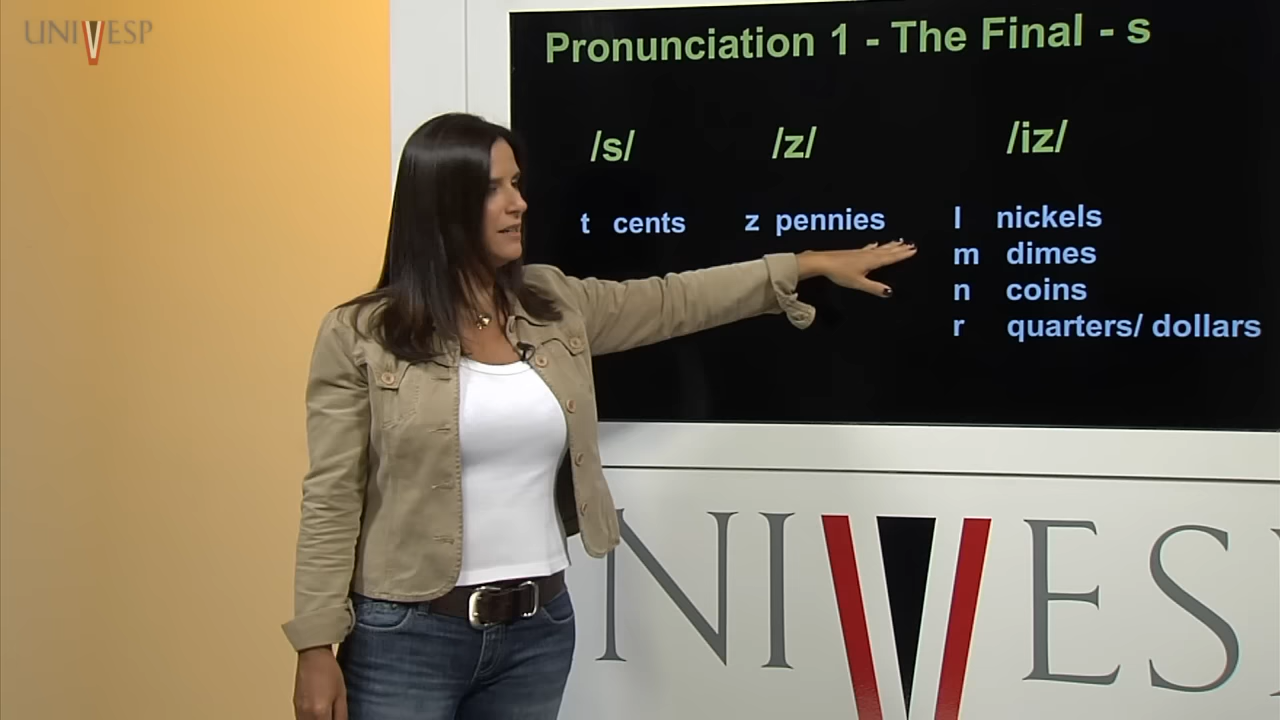 UNIVESP
Pronunciation 1 - The Final - s
/s/ /z/ /iz/
t cents z pennies l nickels
m dimes
n coins
r quarters/ dollars
UNIVESP